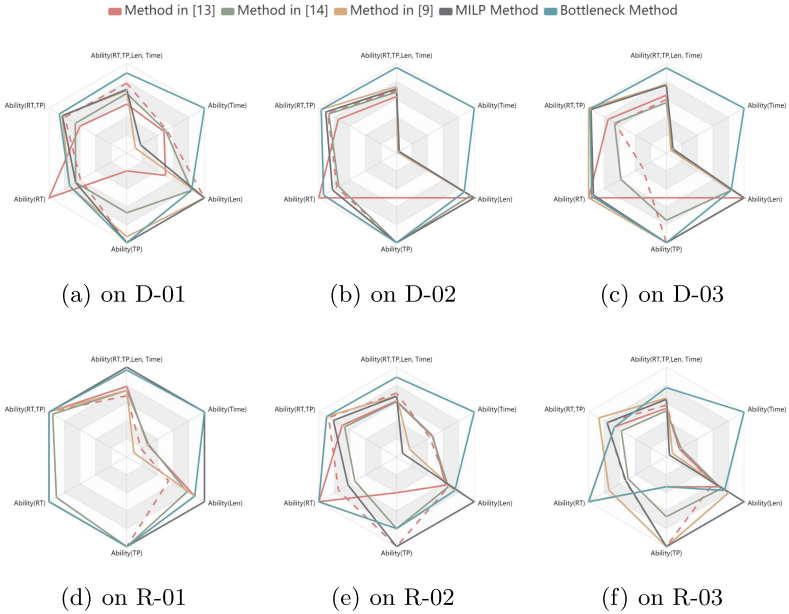 Method in [13] Method in [14] Method in [9] MILP Method Bottleneck Method
Ability(RT,TP,Len, Time) Ability(RT,TP,Len, Time) Ability(RT,TP,Len, Time)
Ability(RT,TP) Ability(Time) Ability(RT,TP) Ability(Time) Ability(RT,TP) Ability(Time)
Ability(RT) Ability(Len) Ability(RT) Ability(Len) Ability(RT) Ability(Len)
Ability(TP) Ability(TP) Ability(TP)
(a) on D-01 (b) on D-02 (c) on D-03
Ability(RT,TP,Len, Time) Ability(RT,TP,Len, Time) Ability(RT,TP,Len, Time)
Ability(RT,TP) Ability(Time) Ability(RT,TP) Ability(Time) Ability(RT,TP) Ability(Time)
Ability(RT) Ability(Len) Ability(RT) Ability(Len) Ability(RT) Ability(Len)
Ability(TP) Ability(TP) Ability(TP)
(d) on R-01 (e) on R-02 (f) on R-03